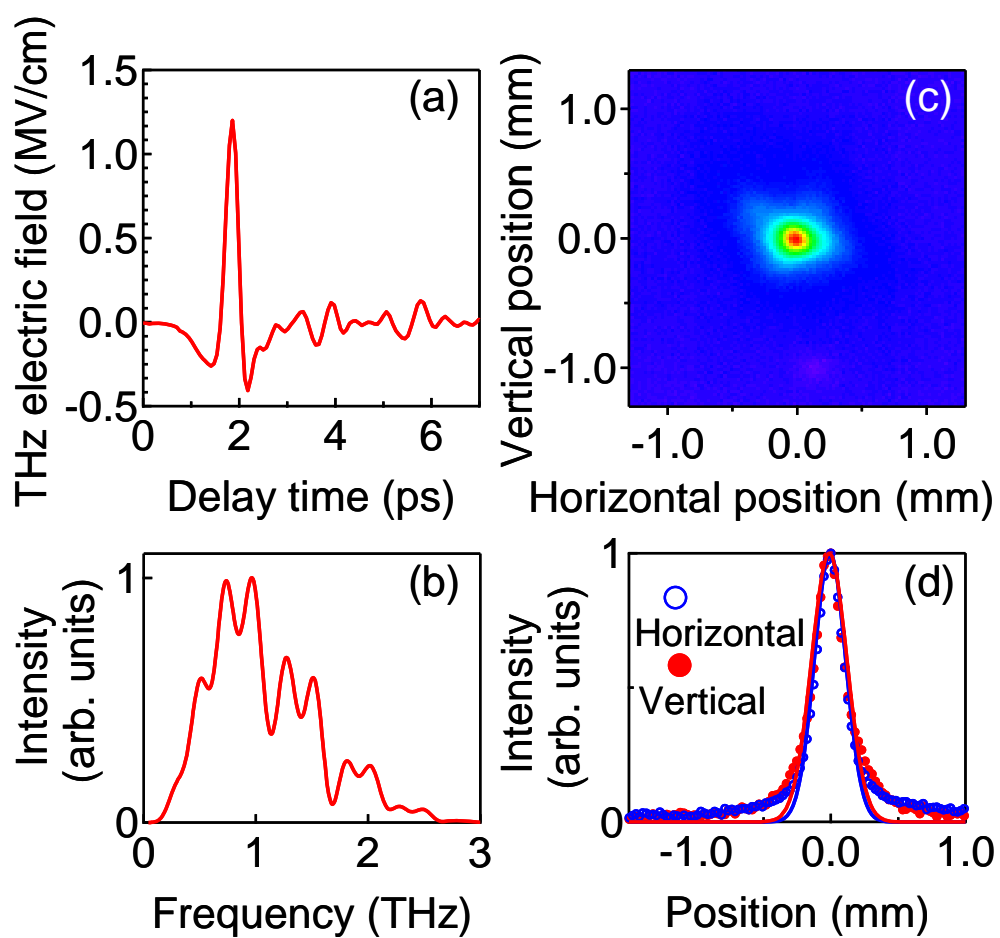 (a)
THz electric field (MV/cm)
1.5
1.0
0.5
0.0
-0.5
0 2 4 6
Delay time (ps)
(c)
Vertical position (mm)
1.0
0.0
-1.0
-1.0 0.0 1.0
Horizontal position (mm)
(b)
Intensity
(arb. units)
1
0
0 1 2 3
Frequency (THz)
(d)
Intensity
(arb. units)
1
0
Horizontal
Vertical
-1.0 0.0 1.0
Position (mm)